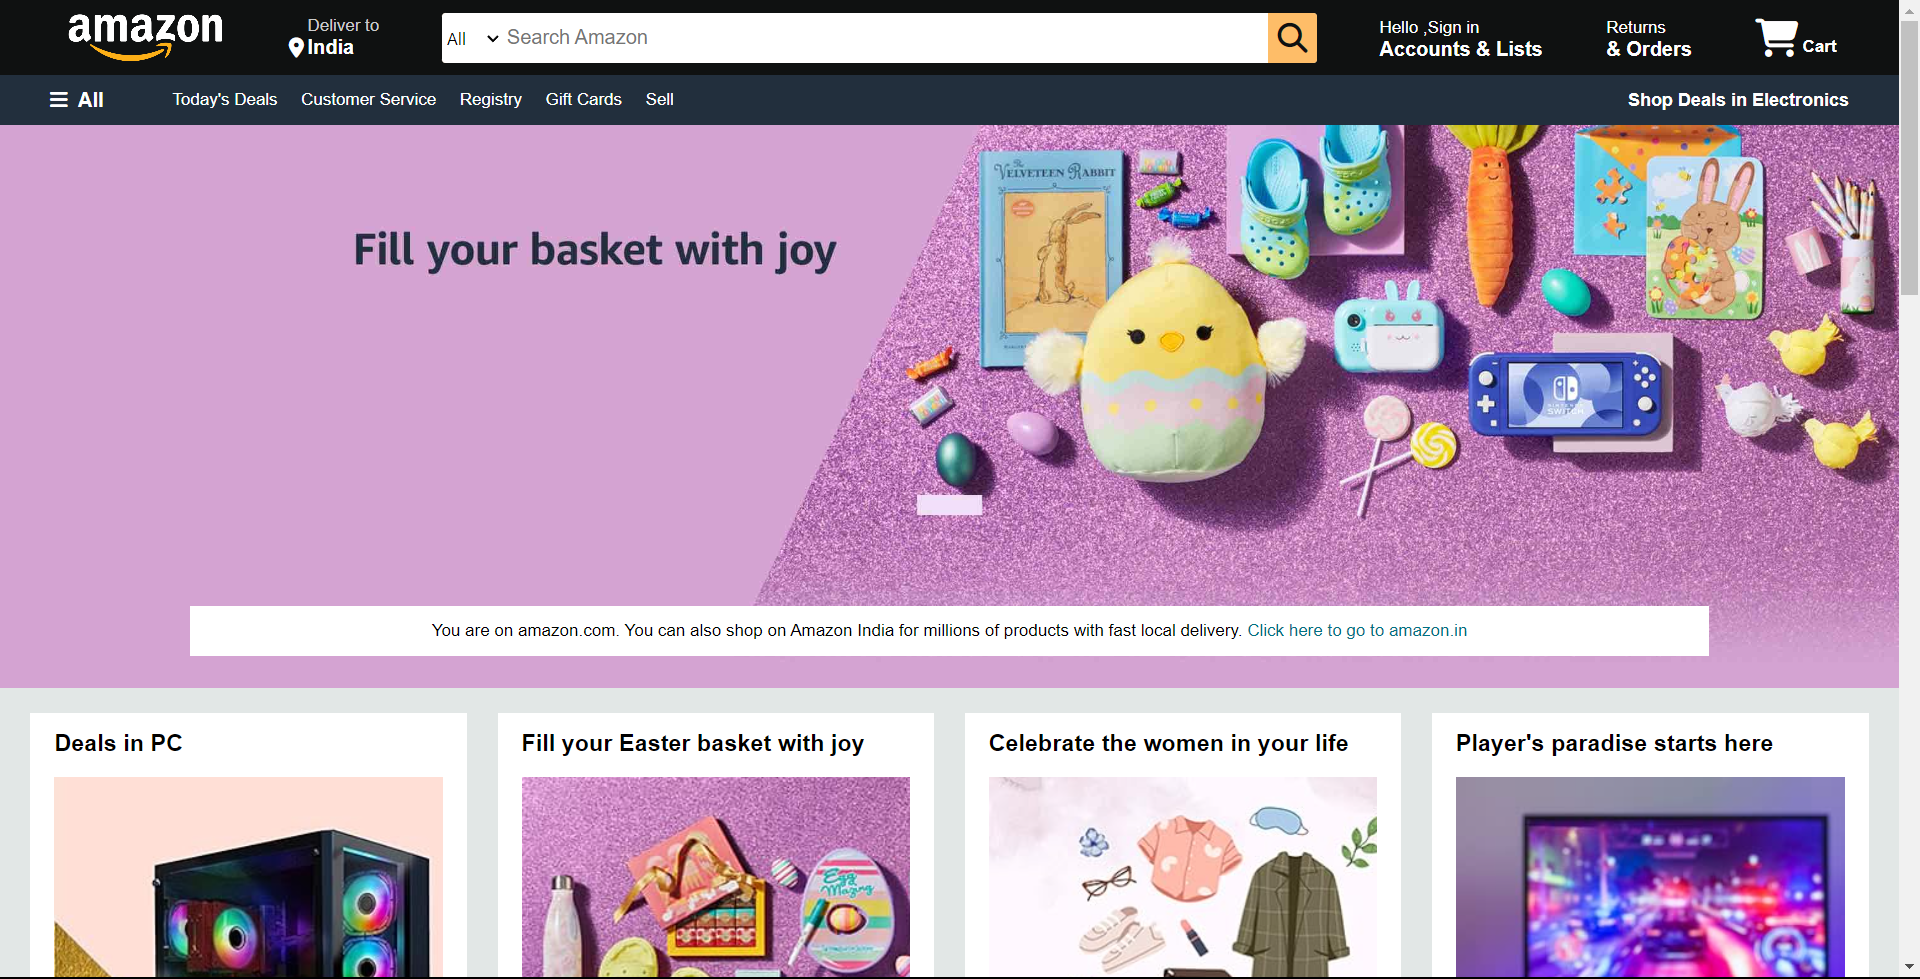 amazon
Deliver to
India
All
Search Amazon
Hello ,Sign in
Accounts & Lists
Returns
& Orders
Cart
All
Today's Deals
Customer Service
Registry
Gift Cards
Sell
Shop Deals in Electronics
Fill your basket with joy
The
VELVETEEN RABBIT
NINTENDO
SWITCH
You are on amazon.com. You can also shop on Amazon India for millions of products with fast local delivery. Click here to go to amazon.in
Deals in PC
Fill your Easter basket with joy
Celebrate the women in your life
Player's paradise starts here
Egg
Mazing